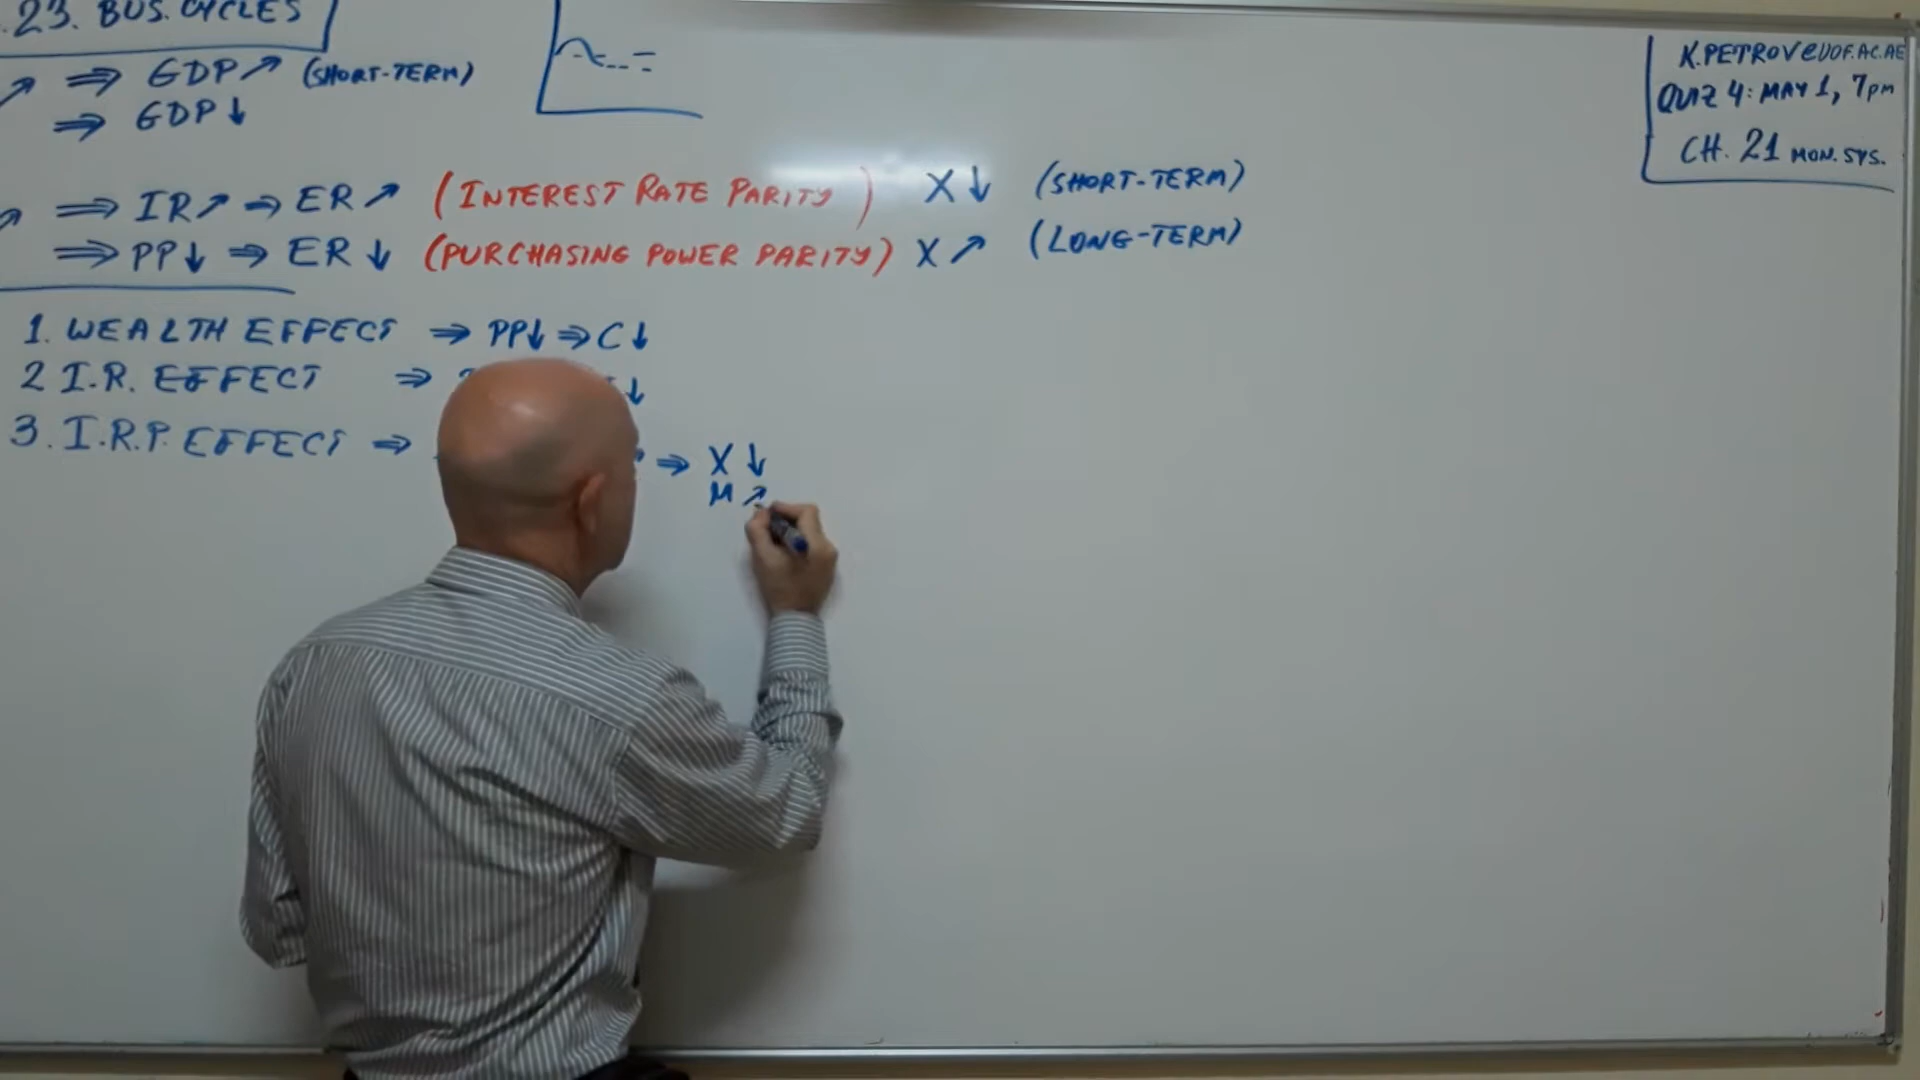 .23. BUS. CYCLES
↗ ⇒ GDP↗ (SHORT-TERM)
⇒ GDP↓
↗ ⇒ IR↗ ⇒ ER↗ (INTEREST RATE PARITY) X↓ (SHORT-TERM)
⇒ PP↓ ⇒ ER↓ (PURCHASING POWER PARITY) X↗ (LONG-TERM)
1. WEALTH EFFECT ⇒ PP↓ ⇒ C↓
2 I.R. EFFECT ⇒ ↓
3. I.R.P. EFFECT ⇒ ⇒ X↓
M↗
K.PETROV@UOF.AC.AE
QUIZ 4: MAY 1, 7pm
CH. 21 MON. SYS.